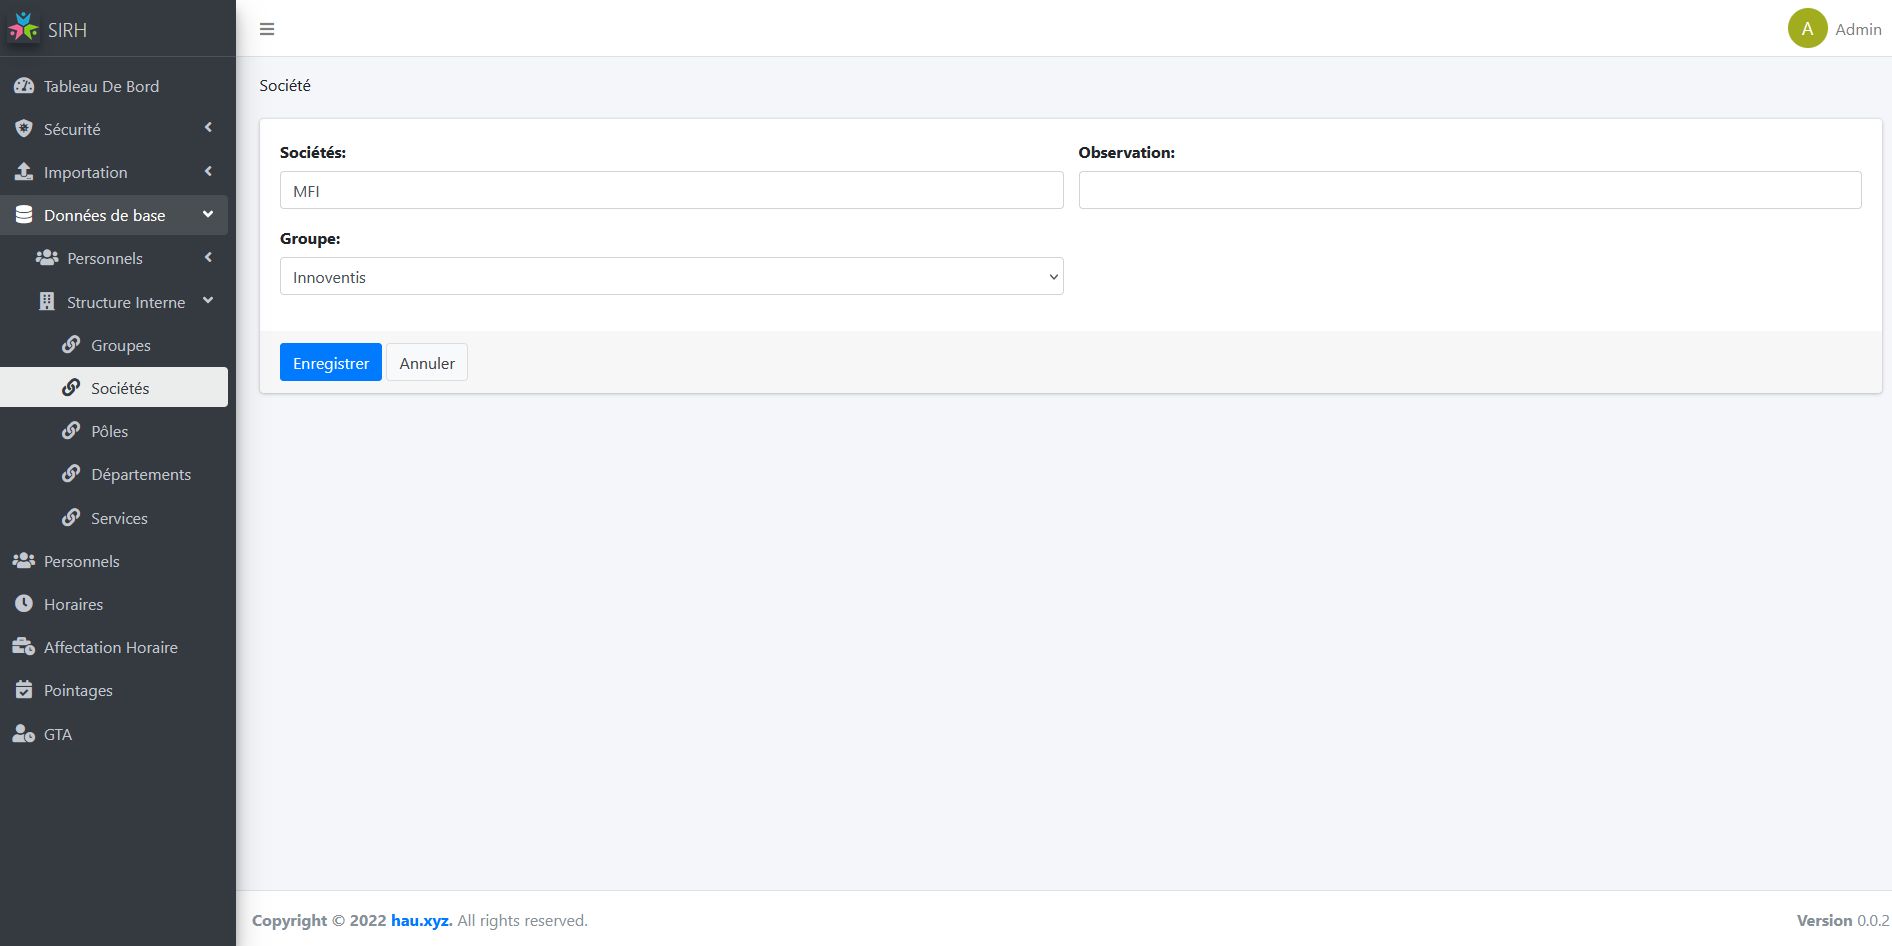 SIRH
Tableau De Bord
Sécurité
Importation
Données de base
Personnels
Structure Interne
Groupes
Sociétés
Pôles
Départements
Services
Personnels
Horaires
Affectation Horaire
Pointages
GTA
A Admin
Société
Sociétés:
MFI
Observation:
Groupe:
Innoventis
Enregistrer Annuler
Copyright © 2022 hau.xyz. All rights reserved.
Version 0.0.2